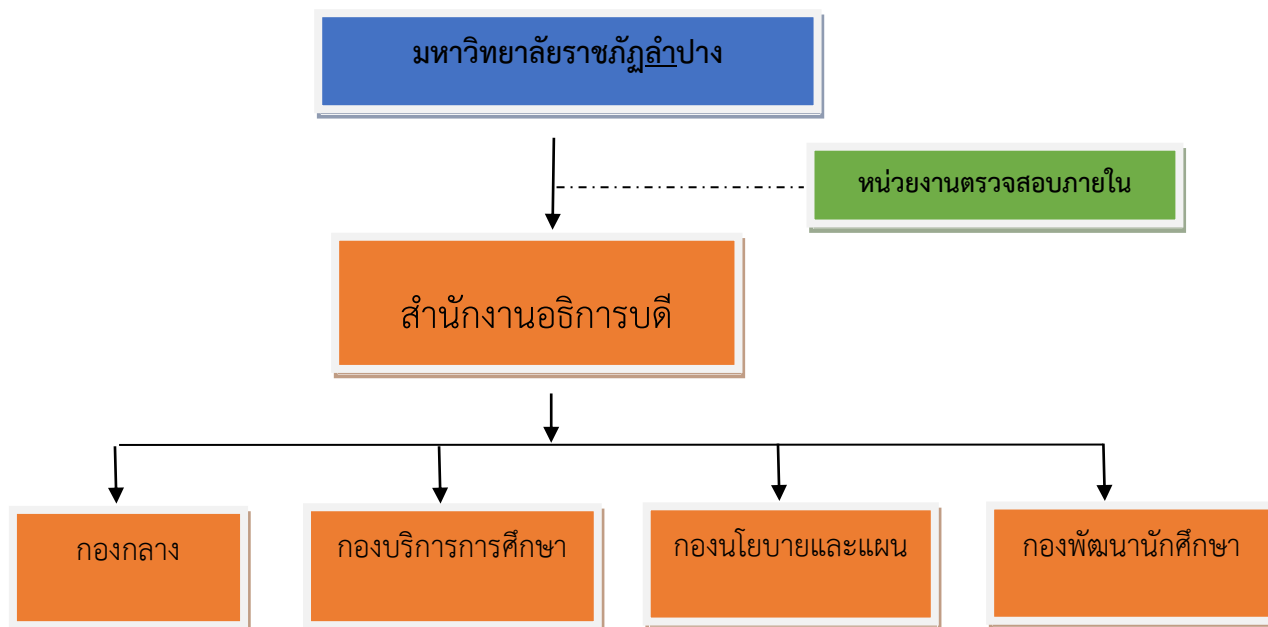 มหาวิทยาลัยราชภัฏลำปาง
หน่วยงานตรวจสอบภายใน
สำนักงานอธิการบดี
กองกลาง
กองบริการการศึกษา
กองนโยบายและแผน
กองพัฒนานักศึกษา